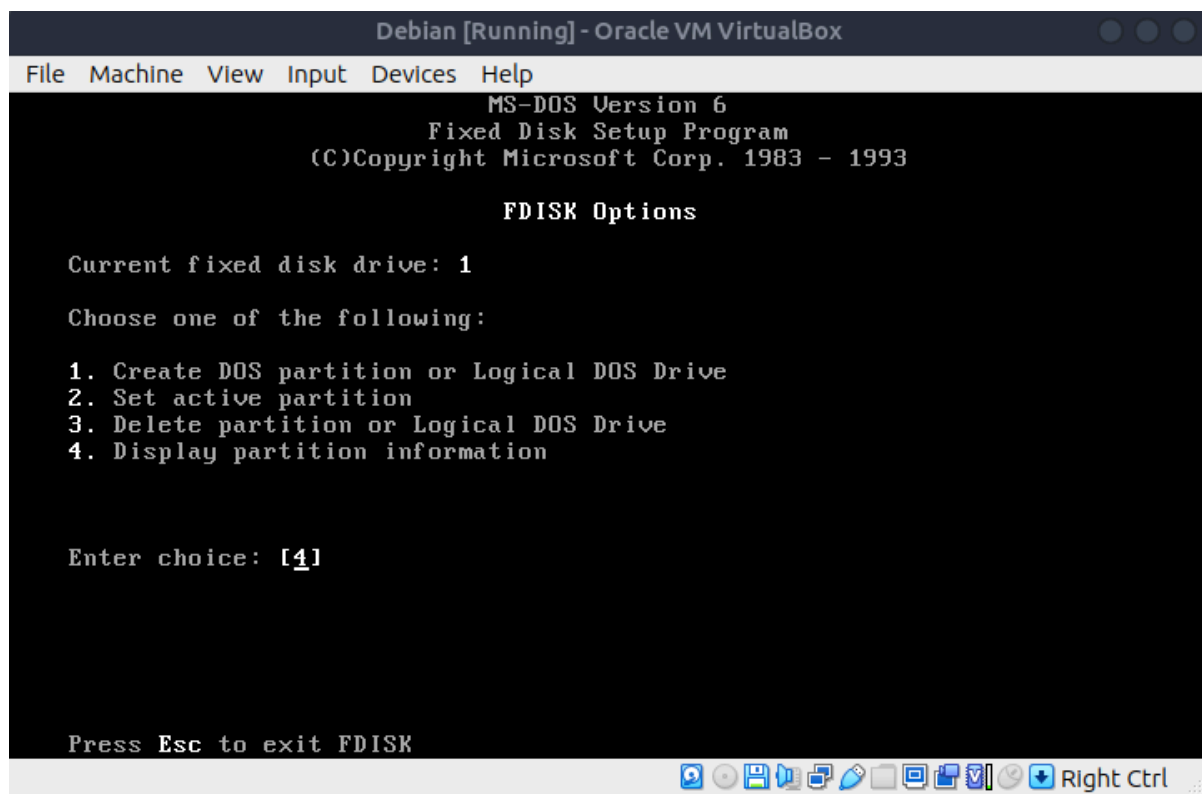 Debian [Running] - Oracle VM VirtualBox
File Machine View Input Devices Help
MS-DOS Version 6
Fixed Disk Setup Program
(C)Copyright Microsoft Corp. 1983 - 1993
FDISK Options
Current fixed disk drive: 1
Choose one of the following:
1. Create DOS partition or Logical DOS Drive
2. Set active partition
3. Delete partition or Logical DOS Drive
4. Display partition information
Enter choice: [4]
Press Esc to exit FDISK
Right Ctrl